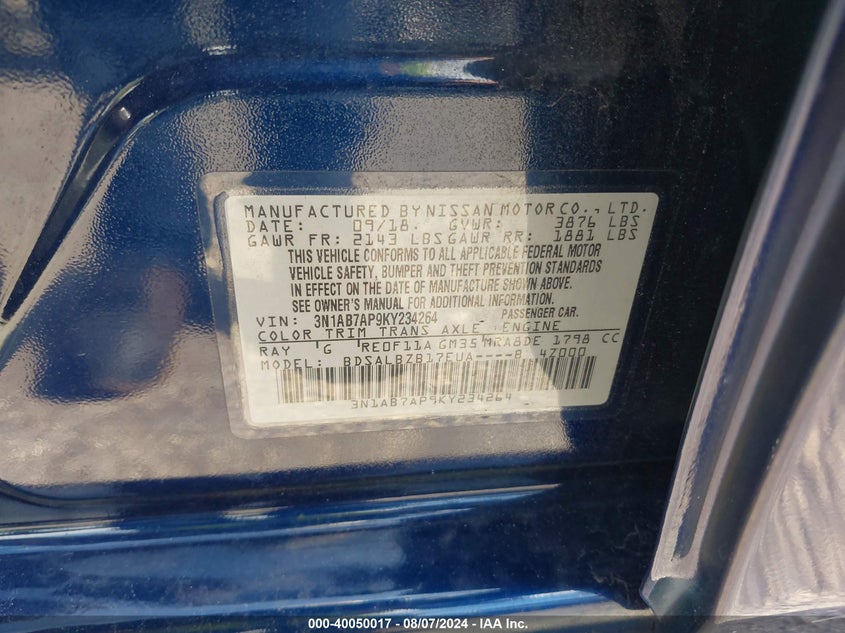 MANUFACTURED BY NISSAN MOTOR CO., LTD.
DATE: 09/18. GVWR: 3876 LBS
GAWR FR: 2143 LBS GAWR RR: 1881 LBS
THIS VEHICLE CONFORMS TO ALL APPLICABLE FEDERAL MOTOR
VEHICLE SAFETY, BUMPER AND THEFT PREVENTION STANDARDS
IN EFFECT ON THE DATE OF MANUFACTURE SHOWN ABOVE.
SEE OWNER'S MANUAL FOR ADDITIONAL INFORMATION.
VIN: 3N1AB7AP9KY234264 PASSENGER CAR.
COLOR TRIM TRANS AXLE ENGINE
RAY G RE0F11A GM35 MRA8DE 1798 CC
MODEL: BDSALBZB17EUA----B 4Z000
3N1AB7AP9KY234264
000-40050017 - 08/07/2024 - IAA Inc.